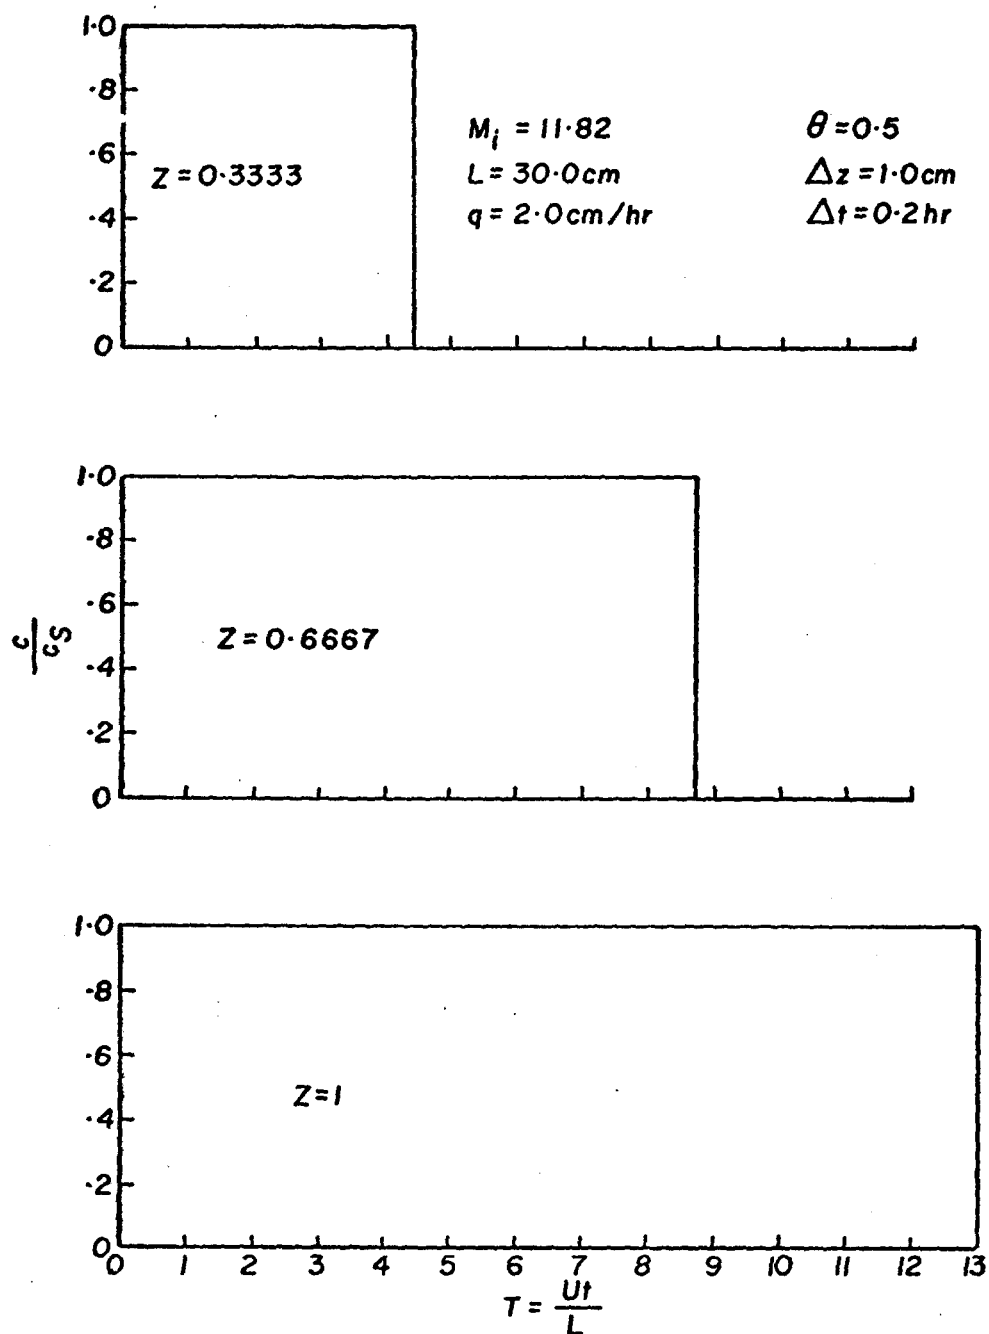 1·0
·8
·6
·4
·2
0
Z = 0·3333
M_i = 11·82
L = 30·0 cm
q = 2·0 cm/hr
θ = 0·5
Δz = 1·0 cm
Δt = 0·2 hr
1·0
·8
·6
·4
·2
0
Z = 0·6667
c/c_S
1·0
·8
·6
·4
·2
0
Z = 1
0 1 2 3 4 5 6 7 8 9 10 11 12 13
T = Ut/L